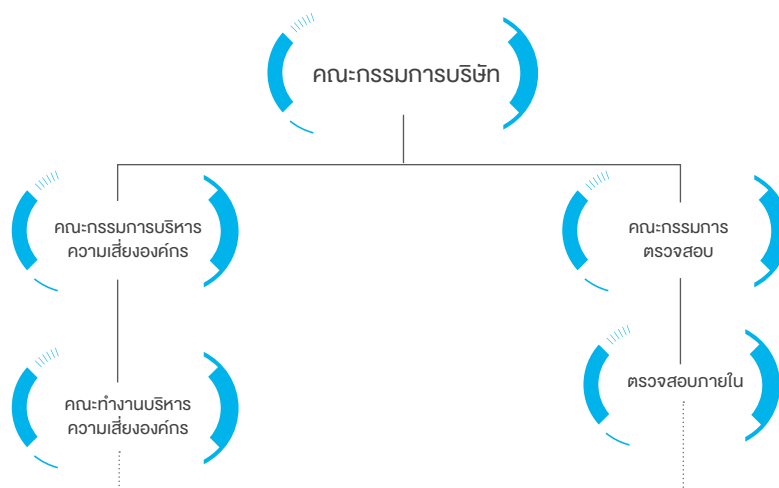 คณะกรรมการบริษัท
คณะกรรมการบริหาร
ความเสี่ยงองค์กร
คณะกรรมการ
ตรวจสอบ
ตรวจสอบภายใน
คณะทำงานบริหาร
ความเสี่ยงองค์กร